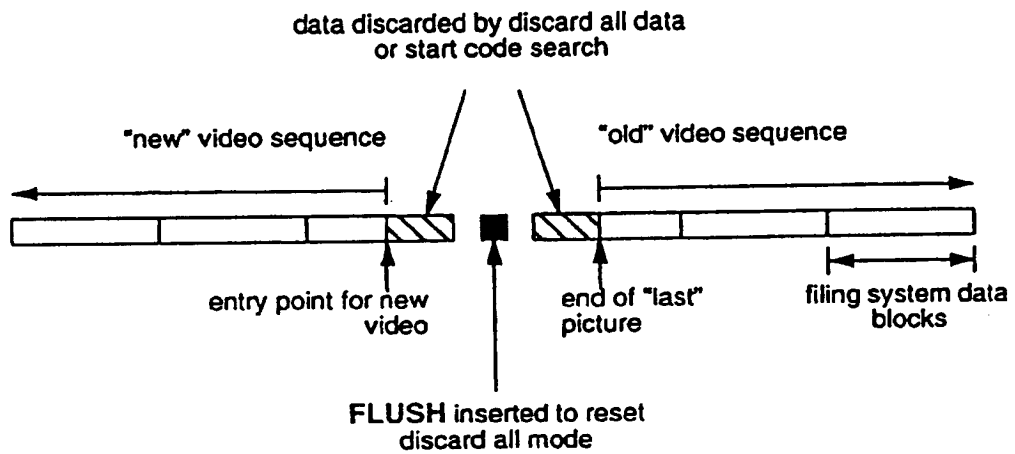 data discarded by discard all data
or start code search
"new" video sequence
"old" video sequence
entry point for new
video
end of "last"
picture
filing system data
blocks
FLUSH inserted to reset
discard all mode